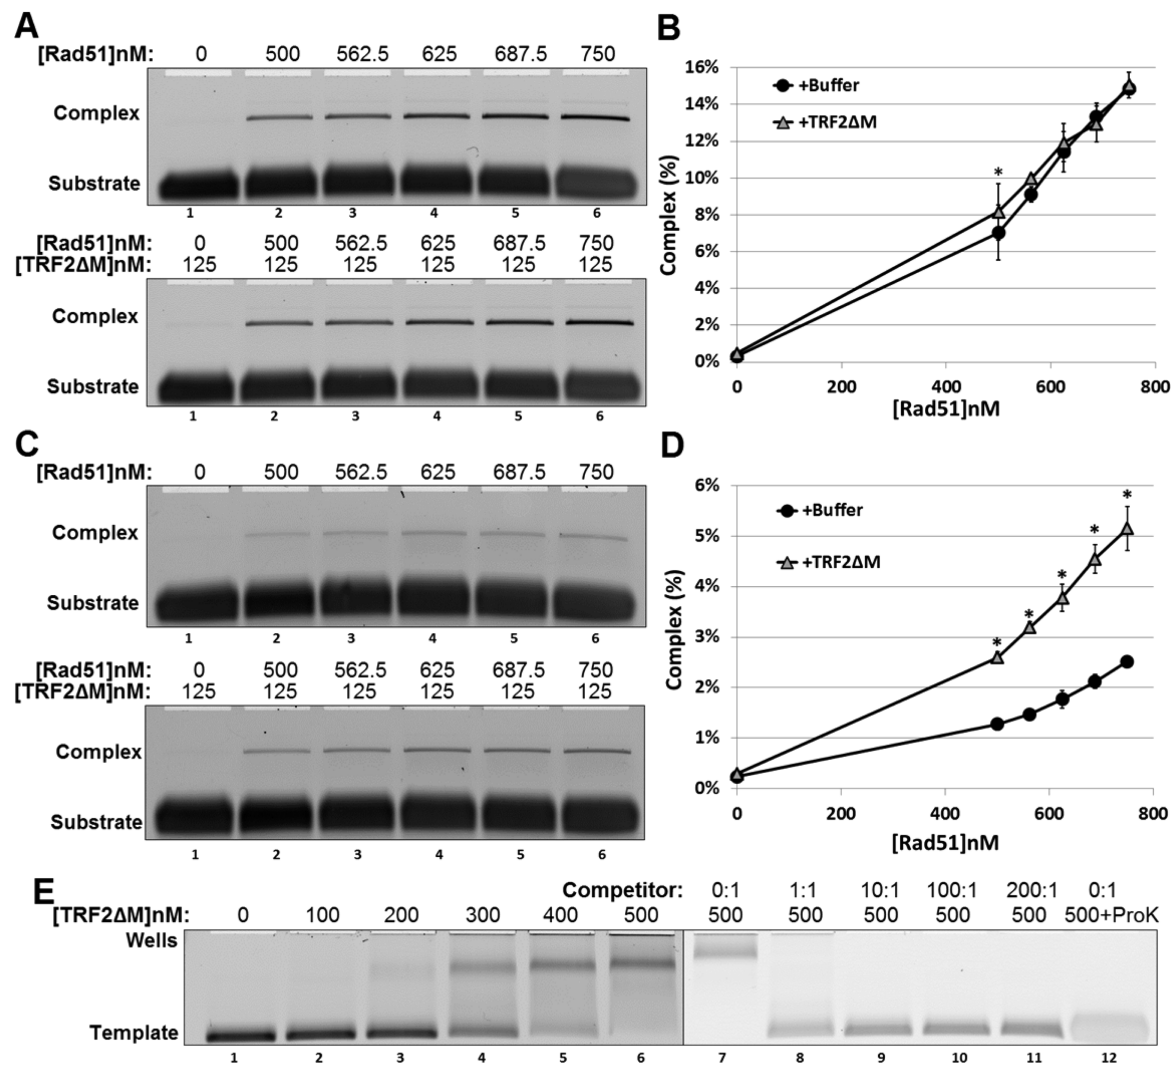 A
[Rad51]nM: 0 500 562.5 625 687.5 750
Complex
Substrate
1 2 3 4 5 6
[Rad51]nM: 0 500 562.5 625 687.5 750
[TRF2ΔM]nM: 125 125 125 125 125 125
Complex
Substrate
1 2 3 4 5 6
B
16%
14%
12%
10%
8%
6%
4%
2%
0%
Complex (%)
+Buffer
+TRF2ΔM
*
0 200 400 600 800
[Rad51]nM
C
[Rad51]nM: 0 500 562.5 625 687.5 750
Complex
Substrate
1 2 3 4 5 6
[Rad51]nM: 0 500 562.5 625 687.5 750
[TRF2ΔM]nM: 125 125 125 125 125 125
Complex
Substrate
1 2 3 4 5 6
D
6%
5%
4%
3%
2%
1%
0%
Complex (%)
+Buffer
+TRF2ΔM
* * * * *
0 200 400 600 800
[Rad51]nM
E
Competitor: 0:1 1:1 10:1 100:1 200:1 0:1
[TRF2ΔM]nM: 0 100 200 300 400 500 500 500 500 500 500 500+ProK
Wells
Template
1 2 3 4 5 6 7 8 9 10 11 12